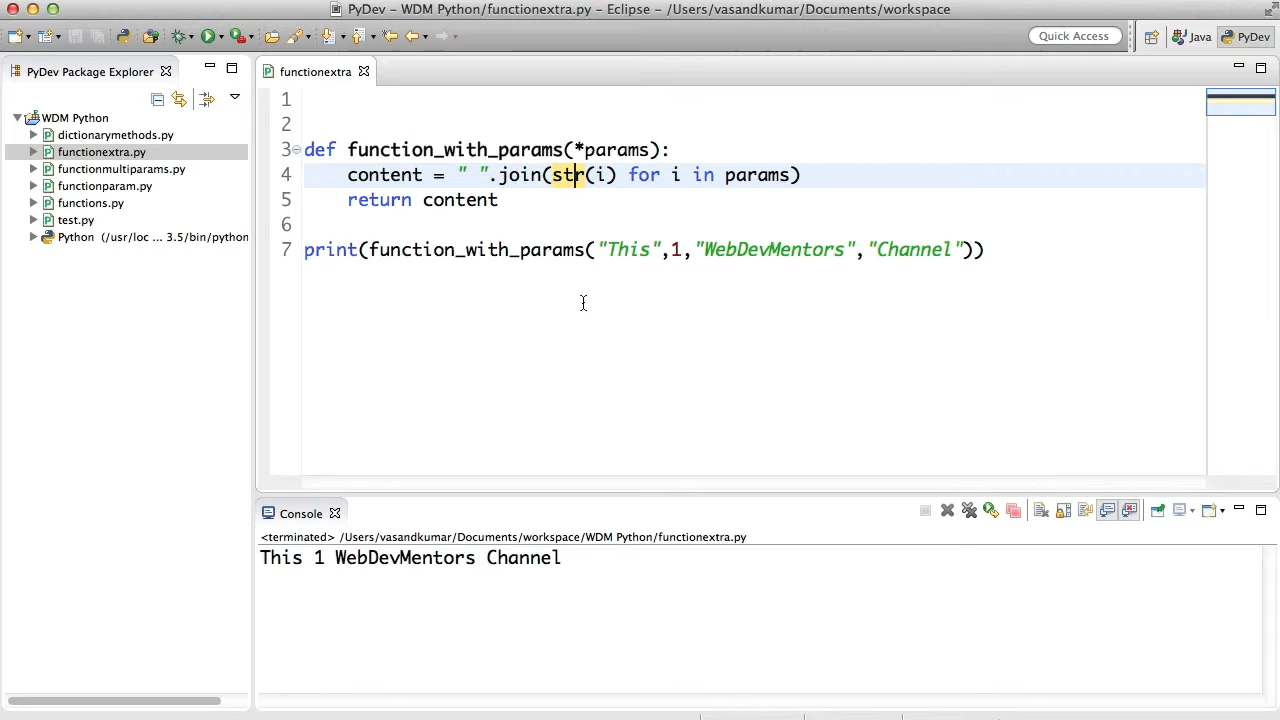 PyDev - WDM Python/functionextra.py - Eclipse - /Users/vasandkumar/Documents/workspace
Quick Access
Java
PyDev
PyDev Package Explorer
functionextra
WDM Python
dictionarymethods.py
functionextra.py
functionmultiparams.py
functionparam.py
functions.py
test.py
Python (/usr/loc ... 3.5/bin/python
1
2
3 def function_with_params(*params):
4 content = " ".join(str(i) for i in params)
5 return content
6
7 print(function_with_params("This",1,"WebDevMentors","Channel"))
Console
<terminated> /Users/vasandkumar/Documents/workspace/WDM Python/functionextra.py
This 1 WebDevMentors Channel